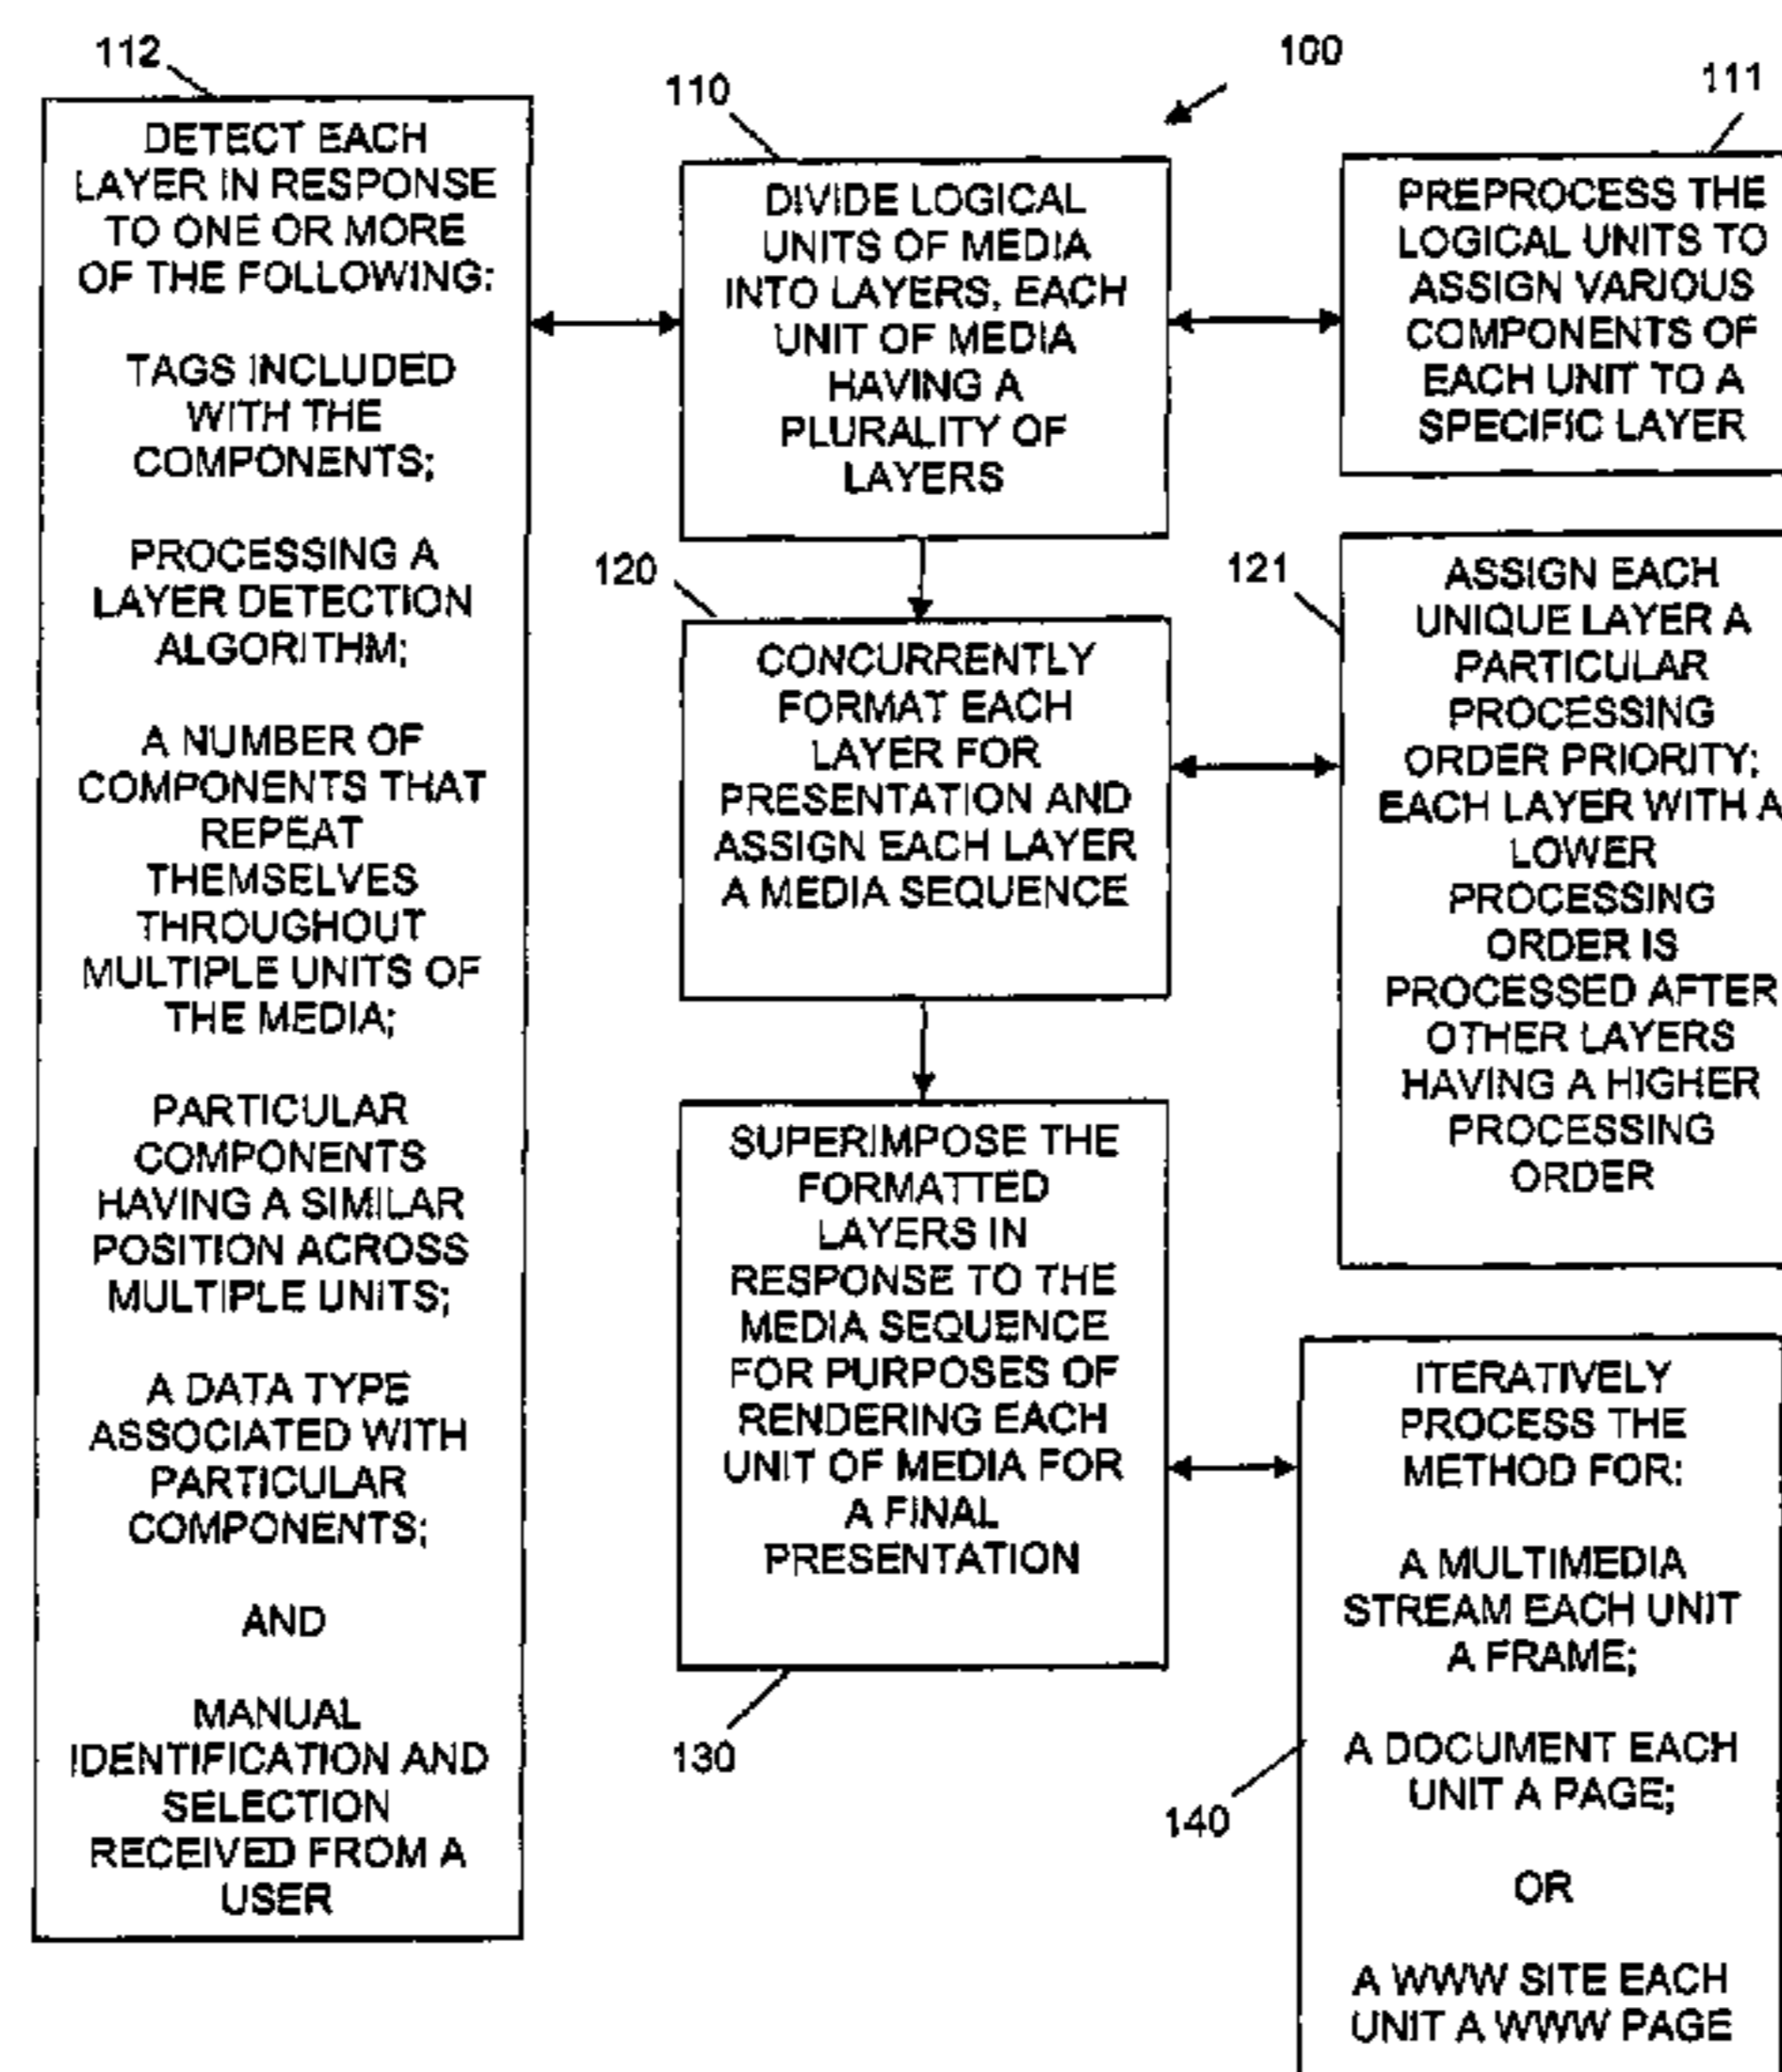 112
DETECT EACH
LAYER IN RESPONSE
TO ONE OR MORE
OF THE FOLLOWING:
TAGS INCLUDED
WITH THE
COMPONENTS;
PROCESSING A
LAYER DETECTION
ALGORITHM;
A NUMBER OF
COMPONENTS THAT
REPEAT
THEMSELVES
THROUGHOUT
MULTIPLE UNITS OF
THE MEDIA;
PARTICULAR
COMPONENTS
HAVING A SIMILAR
POSITION ACROSS
MULTIPLE UNITS;
A DATA TYPE
ASSOCIATED WITH
PARTICULAR
COMPONENTS;
AND
MANUAL
IDENTIFICATION AND
SELECTION
RECEIVED FROM A
USER
100
110
DIVIDE LOGICAL
UNITS OF MEDIA
INTO LAYERS, EACH
UNIT OF MEDIA
HAVING A
PLURALITY OF
LAYERS
111
PREPROCESS THE
LOGICAL UNITS TO
ASSIGN VARIOUS
COMPONENTS OF
EACH UNIT TO A
SPECIFIC LAYER
120
CONCURRENTLY
FORMAT EACH
LAYER FOR
PRESENTATION AND
ASSIGN EACH LAYER
A MEDIA SEQUENCE
121
ASSIGN EACH
UNIQUE LAYER A
PARTICULAR
PROCESSING
ORDER PRIORITY;
EACH LAYER WITH A
LOWER
PROCESSING
ORDER IS
PROCESSED AFTER
OTHER LAYERS
HAVING A HIGHER
PROCESSING
ORDER
SUPERIMPOSE THE
FORMATTED
LAYERS IN
RESPONSE TO THE
MEDIA SEQUENCE
FOR PURPOSES OF
RENDERING EACH
UNIT OF MEDIA FOR
A FINAL
PRESENTATION
130
ITERATIVELY
PROCESS THE
METHOD FOR:
A MULTIMEDIA
STREAM EACH UNIT
A FRAME;
A DOCUMENT EACH
UNIT A PAGE;
OR
A WWW SITE EACH
UNIT A WWW PAGE
140